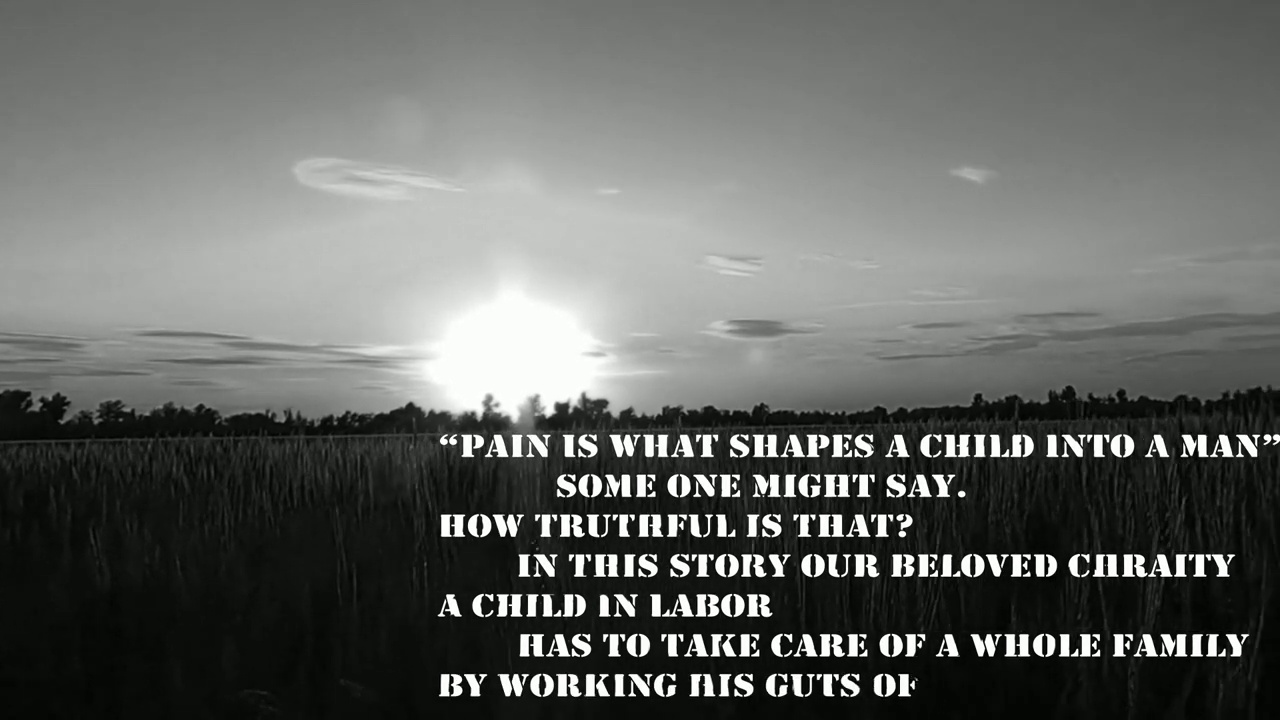 “PAIN IS WHAT SHAPES A CHILD INTO A MAN”
SOME ONE MIGHT SAY.
HOW TRUTHFUL IS THAT?
IN THIS STORY OUR BELOVED CHRAITY
A CHILD IN LABOR
HAS TO TAKE CARE OF A WHOLE FAMILY
BY WORKING HIS GUTS OF